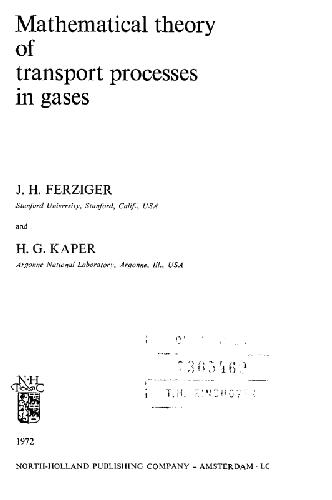 Mathematical theory
of
transport processes
in gases
J. H. FERZIGER
Stanford University, Stanford, Calif., USA
and
H. G. KAPER
Argonne National Laboratory, Argonne, Ill., USA
T.H.
N·H
1972
NORTH-HOLLAND PUBLISHING COMPANY – AMSTERDAM · LO